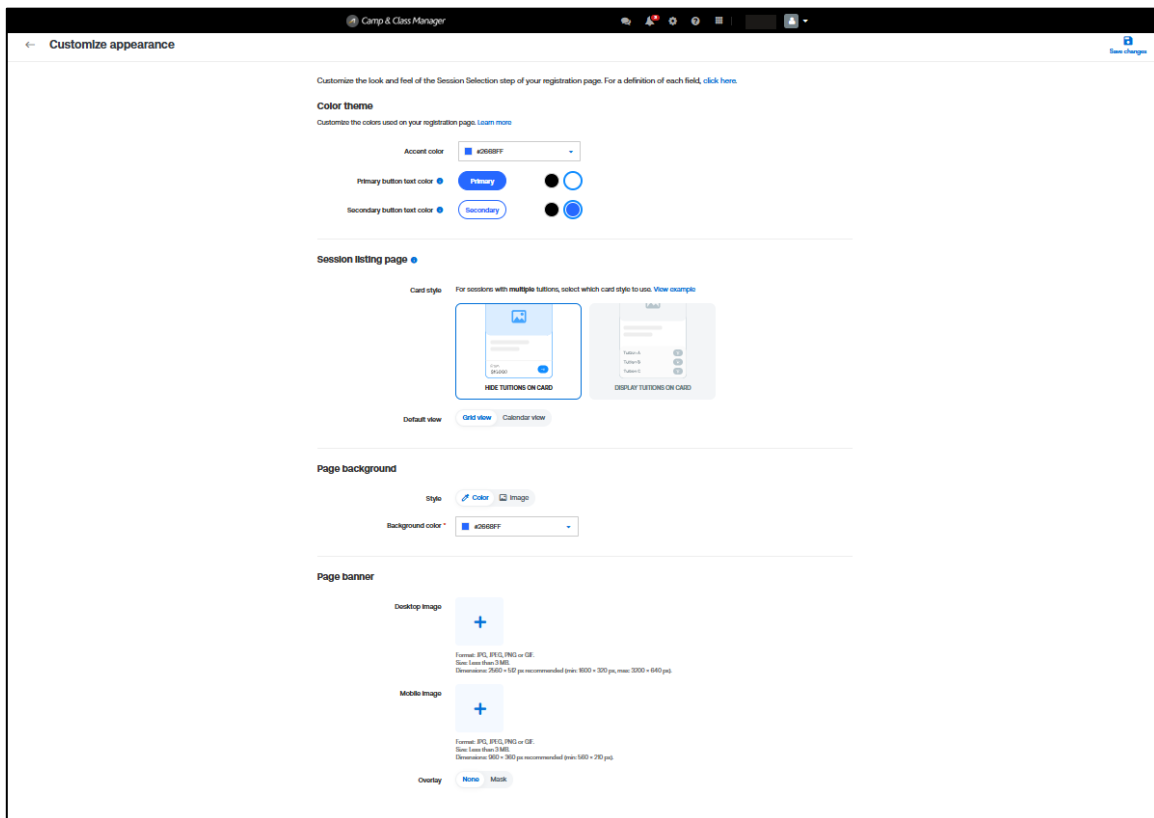 Camp & Class Manager
Customize appearance
Save changes
Customize the look and feel of the Session Selection step of your registration page. For a definition of each field, click here.
Color theme
Customize the colors used on your registration page. Learn more
Accent color
#266BFF
Primary button text color
Primary
Secondary button text color
Secondary
Session listing page
Card style
For sessions with multiple tuitions, select which card style to use. View example
Tuition A
Tuition B
Tuition C
HIDE TUITIONS ON CARD
DISPLAY TUITIONS ON CARD
Default view
Grid view
Calendar view
Page background
Style
Color
Image
Background color *
#266BFF
Page banner
Desktop image
Format: JPG, JPEG, PNG or GIF.
Size: Less than 3 MB.
Dimensions: 2560 × 512 px recommended (min: 1600 × 320 px, max: 3200 × 640 px).
Mobile image
Format: JPG, JPEG, PNG or GIF.
Size: Less than 3 MB.
Dimensions: 960 × 360 px recommended (min: 560 × 210 px).
Overlay
None
Mask